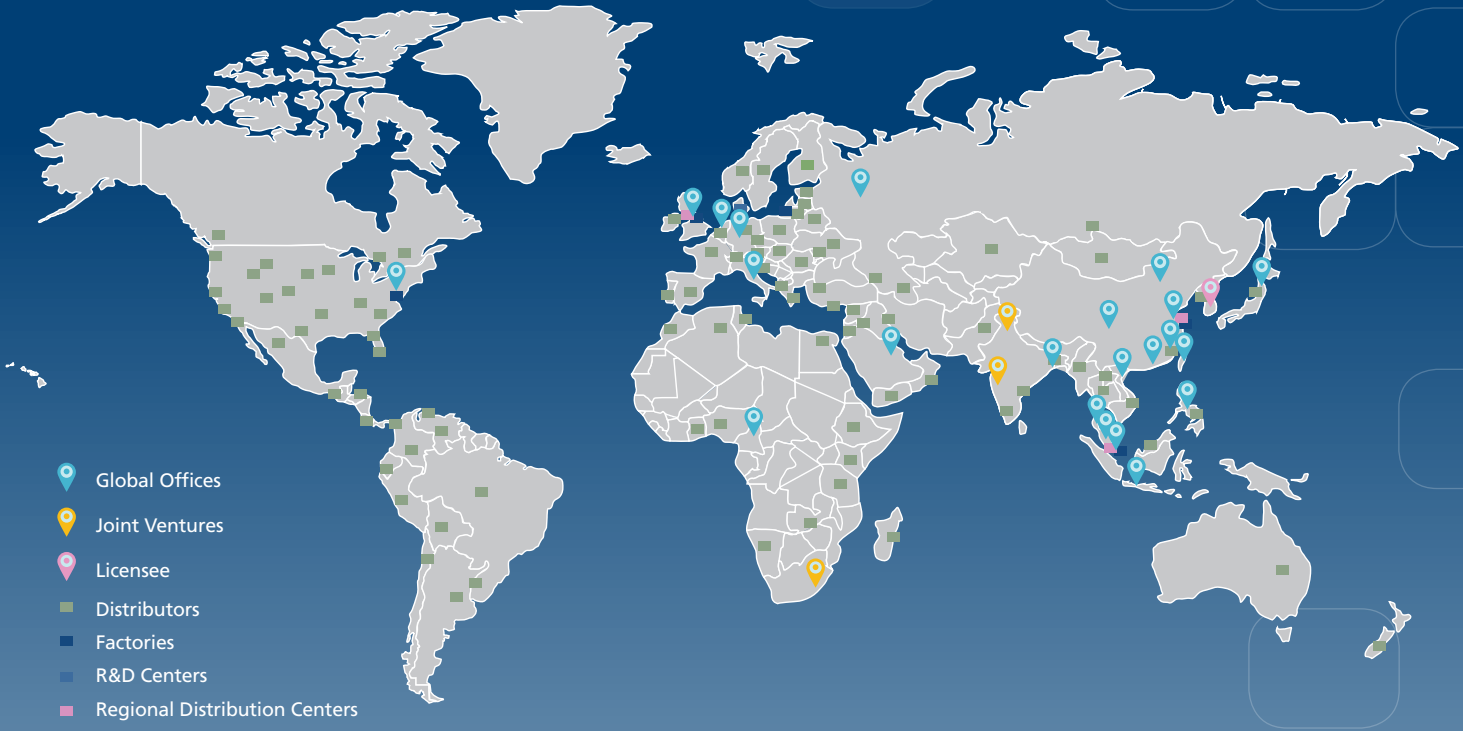 Global Offices
Joint Ventures
Licensee
Distributors
Factories
R&D Centers
Regional Distribution Centers